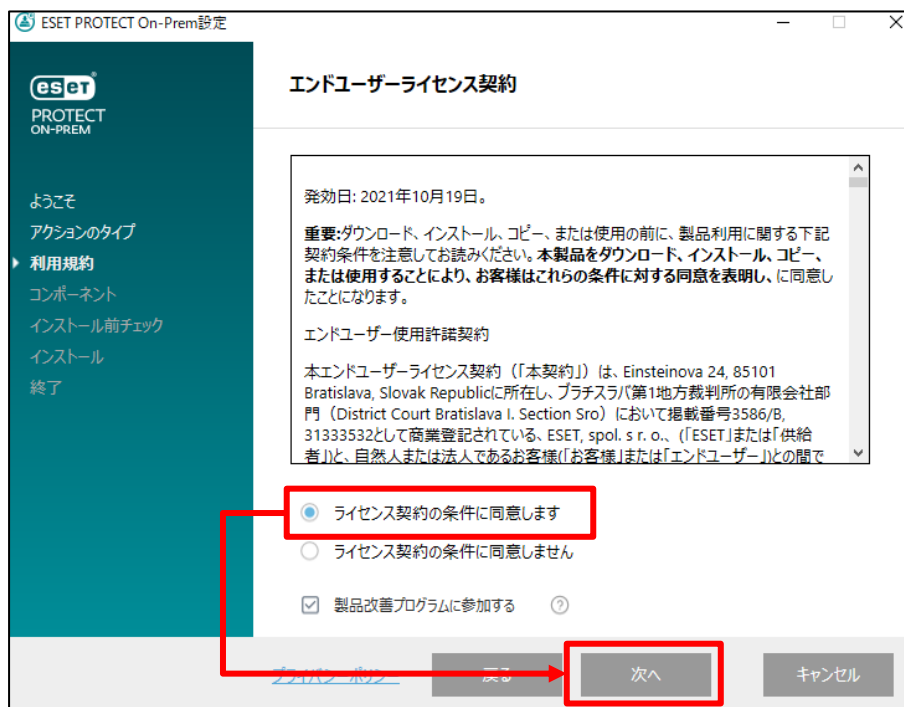 ESET PROTECT On-Prem設定
eset
PROTECT
ON-PREM
ようこそ
アクションのタイプ
利用規約
コンポーネント
インストール前チェック
インストール
終了
エンドユーザーライセンス契約
発効日: 2021年10月19日。
重要:ダウンロード、インストール、コピー、または使用の前に、製品利用に関する下記
契約条件を注意してお読みください。本製品をダウンロード、インストール、コピー、
または使用することにより、お客様はこれらの条件に対する同意を表明し、に同意し
たことになります。
エンドユーザー使用許諾契約
本エンドユーザーライセンス契約（「本契約」）は、Einsteinova 24, 85101
Bratislava, Slovak Republicに所在し、ブラチスラバ第1地方裁判所の有限会社部
門（District Court Bratislava I. Section Sro）において掲載番号3586/B,
31333532として商業登記されている、ESET, spol. s r. o.、(「ESET」または「供給
者」)と、自然人または法人であるお客様(「お客様」または「エンドユーザー」)との間で
ライセンス契約の条件に同意します
ライセンス契約の条件に同意しません
製品改善プログラムに参加する
プライバシーポリシー
戻る
次へ
キャンセル